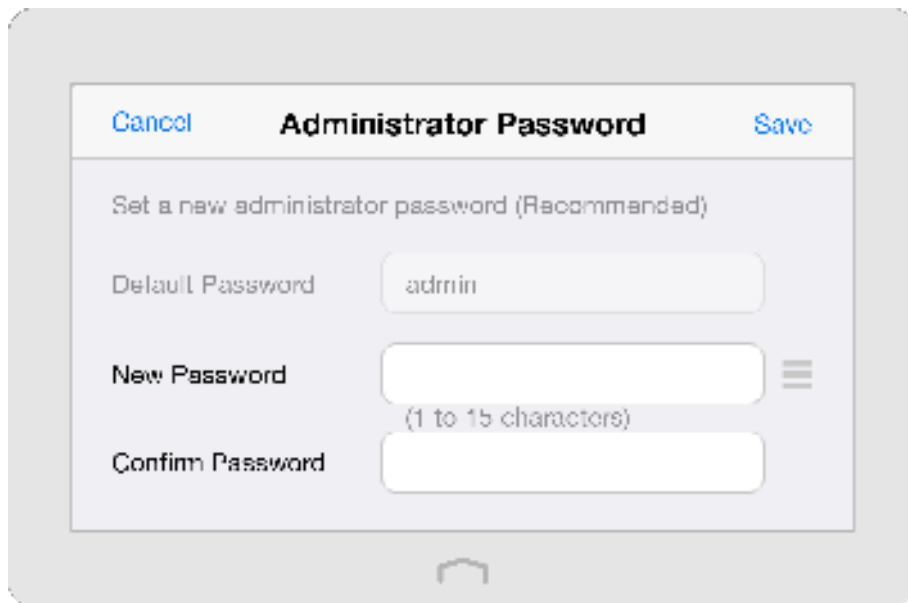 Cancel Administrator Password Save
Set a new administrator password (Recommended)
Default Password admin
New Password
(1 to 15 characters)
Confirm Password